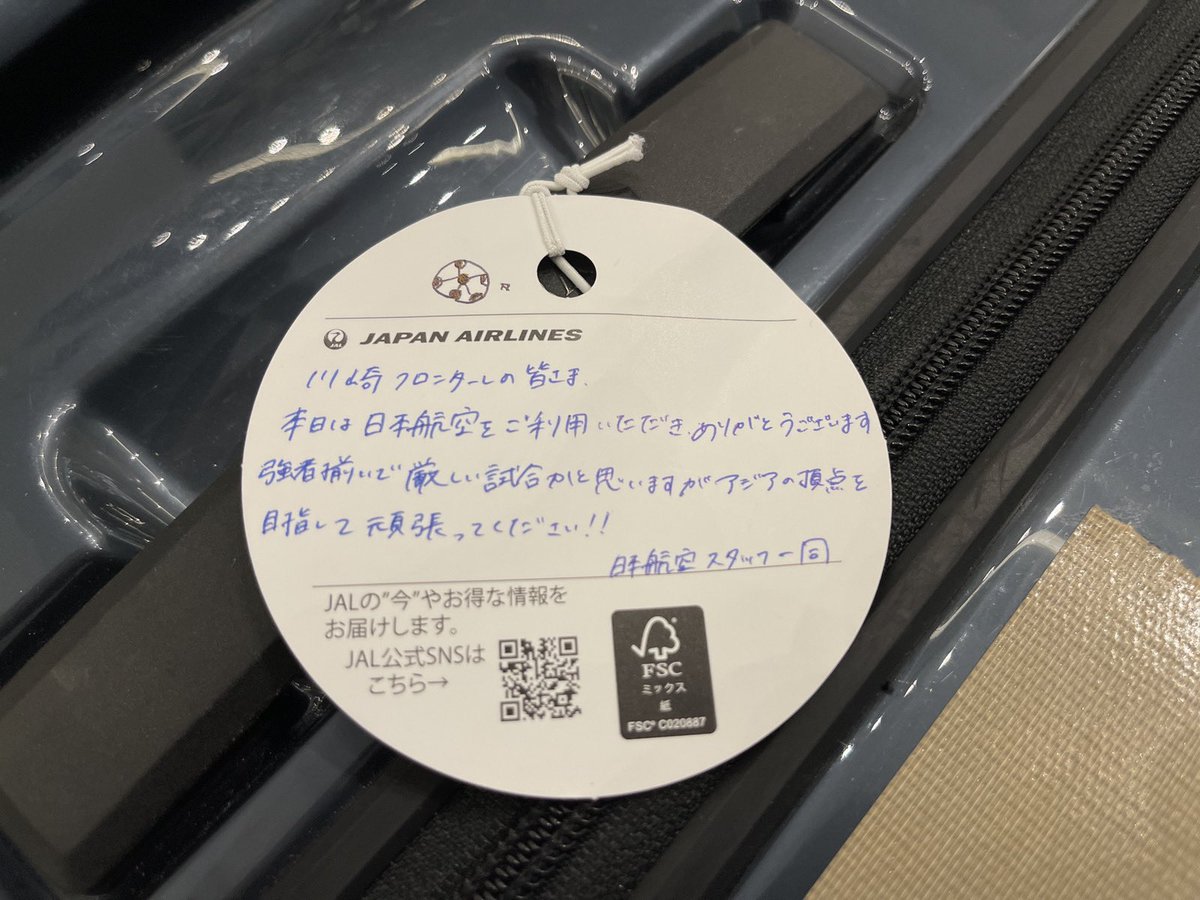 JAL
JAPAN AIRLINES
川崎フロンターレの皆さま、
本日は日本航空をご利用いただき、ありがとうございます
強者揃いで厳しい試合かと思いますがアジアの頂点を
目指して頑張ってください!!
日本航空スタッフ一同
JALの"今"やお得な情報を
お届けします。
JAL公式SNSは
こちら→
FSC
ミックス
紙
FSC® C020887